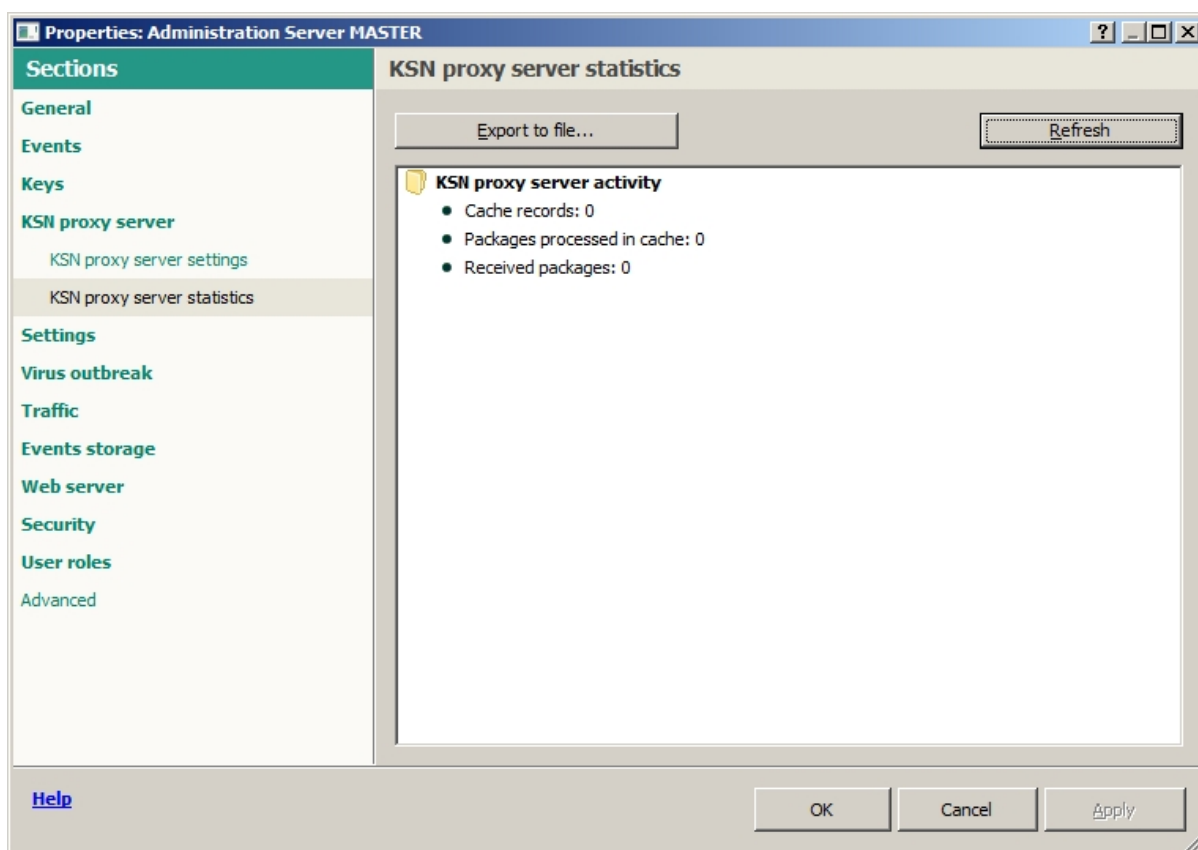 Properties: Administration Server MASTER
Sections
General
Events
Keys
KSN proxy server
KSN proxy server settings
KSN proxy server statistics
Settings
Virus outbreak
Traffic
Events storage
Web server
Security
User roles
Advanced
KSN proxy server statistics
Export to file...
Refresh
KSN proxy server activity
Cache records: 0
Packages processed in cache: 0
Received packages: 0
Help
OK
Cancel
Apply